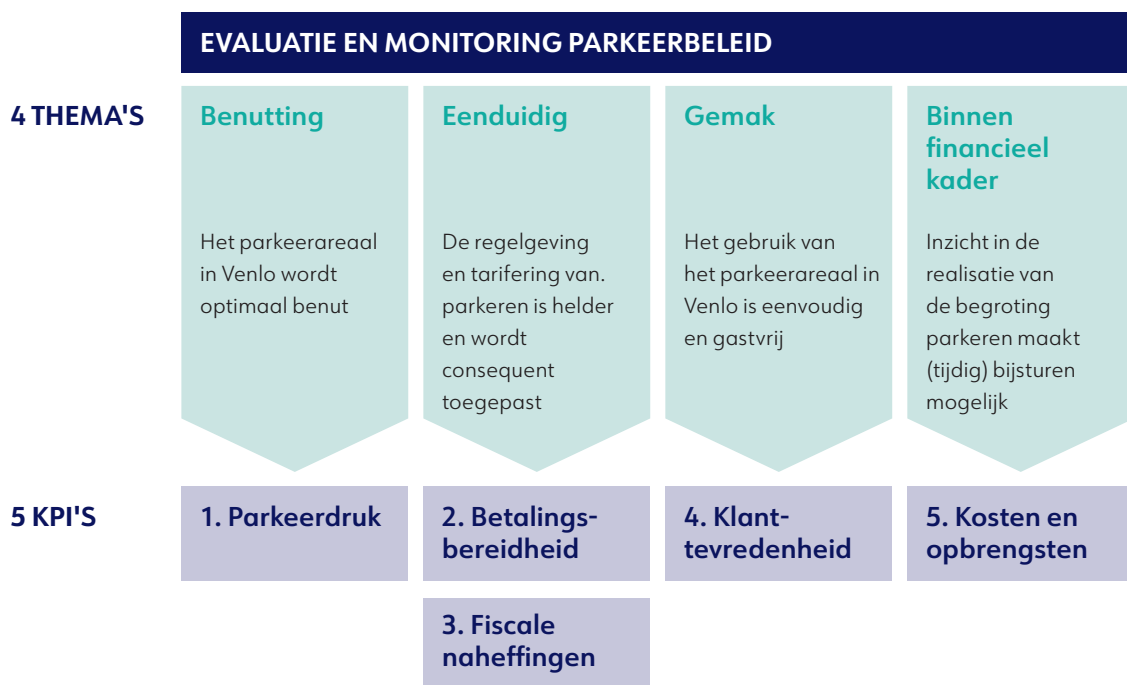 EVALUATIE EN MONITORING PARKEERBELEID
4 THEMA'S
Benutting
Het parkeerareaal
in Venlo wordt
optimaal benut
Eenduidig
De regelgeving
en tarifering van.
parkeren is helder
en wordt
consequent
toegepast
Gemak
Het gebruik van
het parkeerareaal in
Venlo is eenvoudig
en gastvrij
Binnen
financieel
kader
Inzicht in de
realisatie van
de begroting
parkeren maakt
(tijdig) bijsturen
mogelijk
5 KPI'S
1. Parkeerdruk
2. Betalings-
bereidheid
3. Fiscale
naheffingen
4. Klant-
tevredenheid
5. Kosten en
opbrengsten